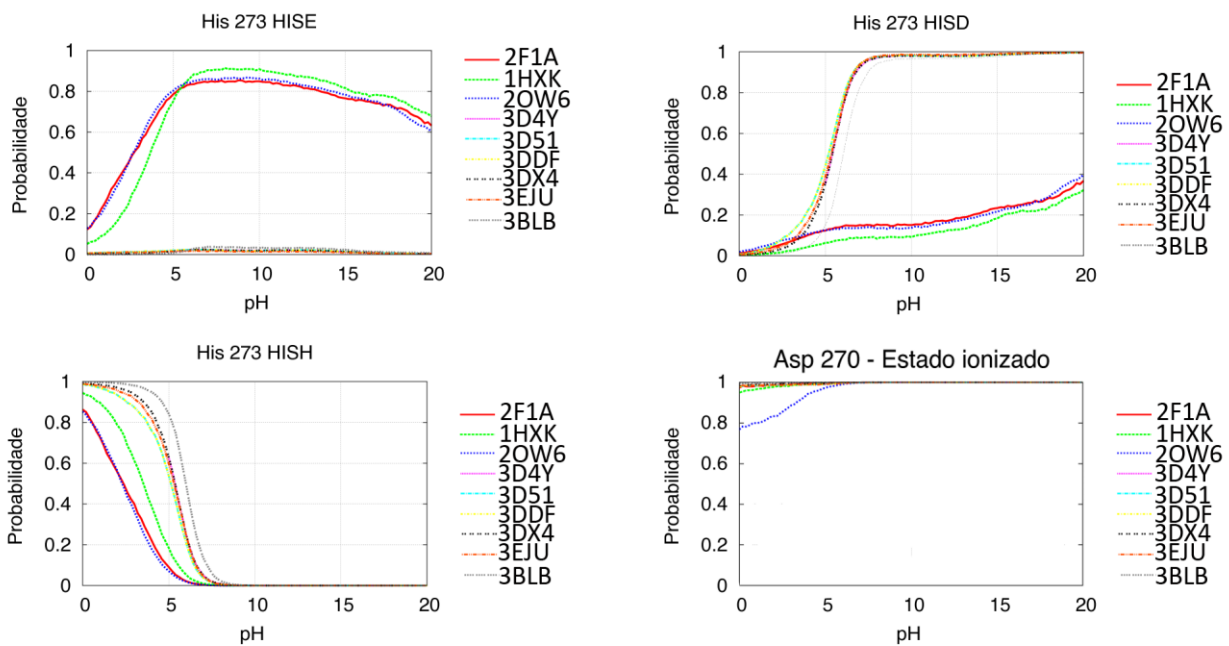 His 273 HISE
Probabilidade
1
0.8
0.6
0.4
0.2
0
0 5 10 15 20
pH
2F1A
1HXK
2OW6
3D4Y
3D51
3DDF
3DX4
3EJU
3BLB
His 273 HISD
Probabilidade
1
0.8
0.6
0.4
0.2
0
0 5 10 15 20
pH
2F1A
1HXK
2OW6
3D4Y
3D51
3DDF
3DX4
3EJU
3BLB
His 273 HISH
Probabilidade
1
0.8
0.6
0.4
0.2
0
0 5 10 15 20
pH
2F1A
1HXK
2OW6
3D4Y
3D51
3DDF
3DX4
3EJU
3BLB
Asp 270 - Estado ionizado
Probabilidade
1
0.8
0.6
0.4
0.2
0
0 5 10 15 20
pH
2F1A
1HXK
2OW6
3D4Y
3D51
3DDF
3DX4
3EJU
3BLB